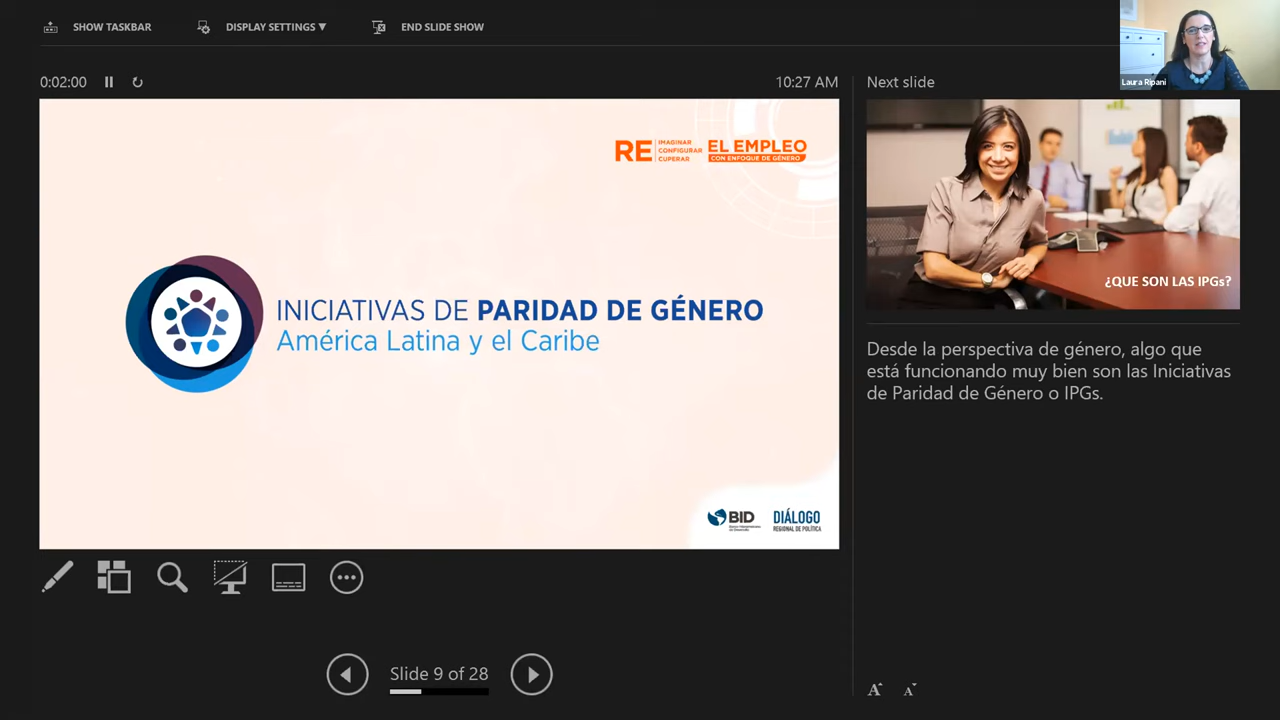 SHOW TASKBAR
DISPLAY SETTINGS ▼
END SLIDE SHOW
Laura Ripani
0:02:00
10:27 AM
Next slide
RE
IMAGINAR
CONFIGURAR
CUPERAR
EL EMPLEO
CON ENFOQUE DE GÉNERO
INICIATIVAS DE PARIDAD DE GÉNERO
América Latina y el Caribe
BID
DIÁLOGO
REGIONAL DE POLÍTICA
¿QUE SON LAS IPGs?
Desde la perspectiva de género, algo que
está funcionando muy bien son las Iniciativas
de Paridad de Género o IPGs.
Slide 9 of 28
A A